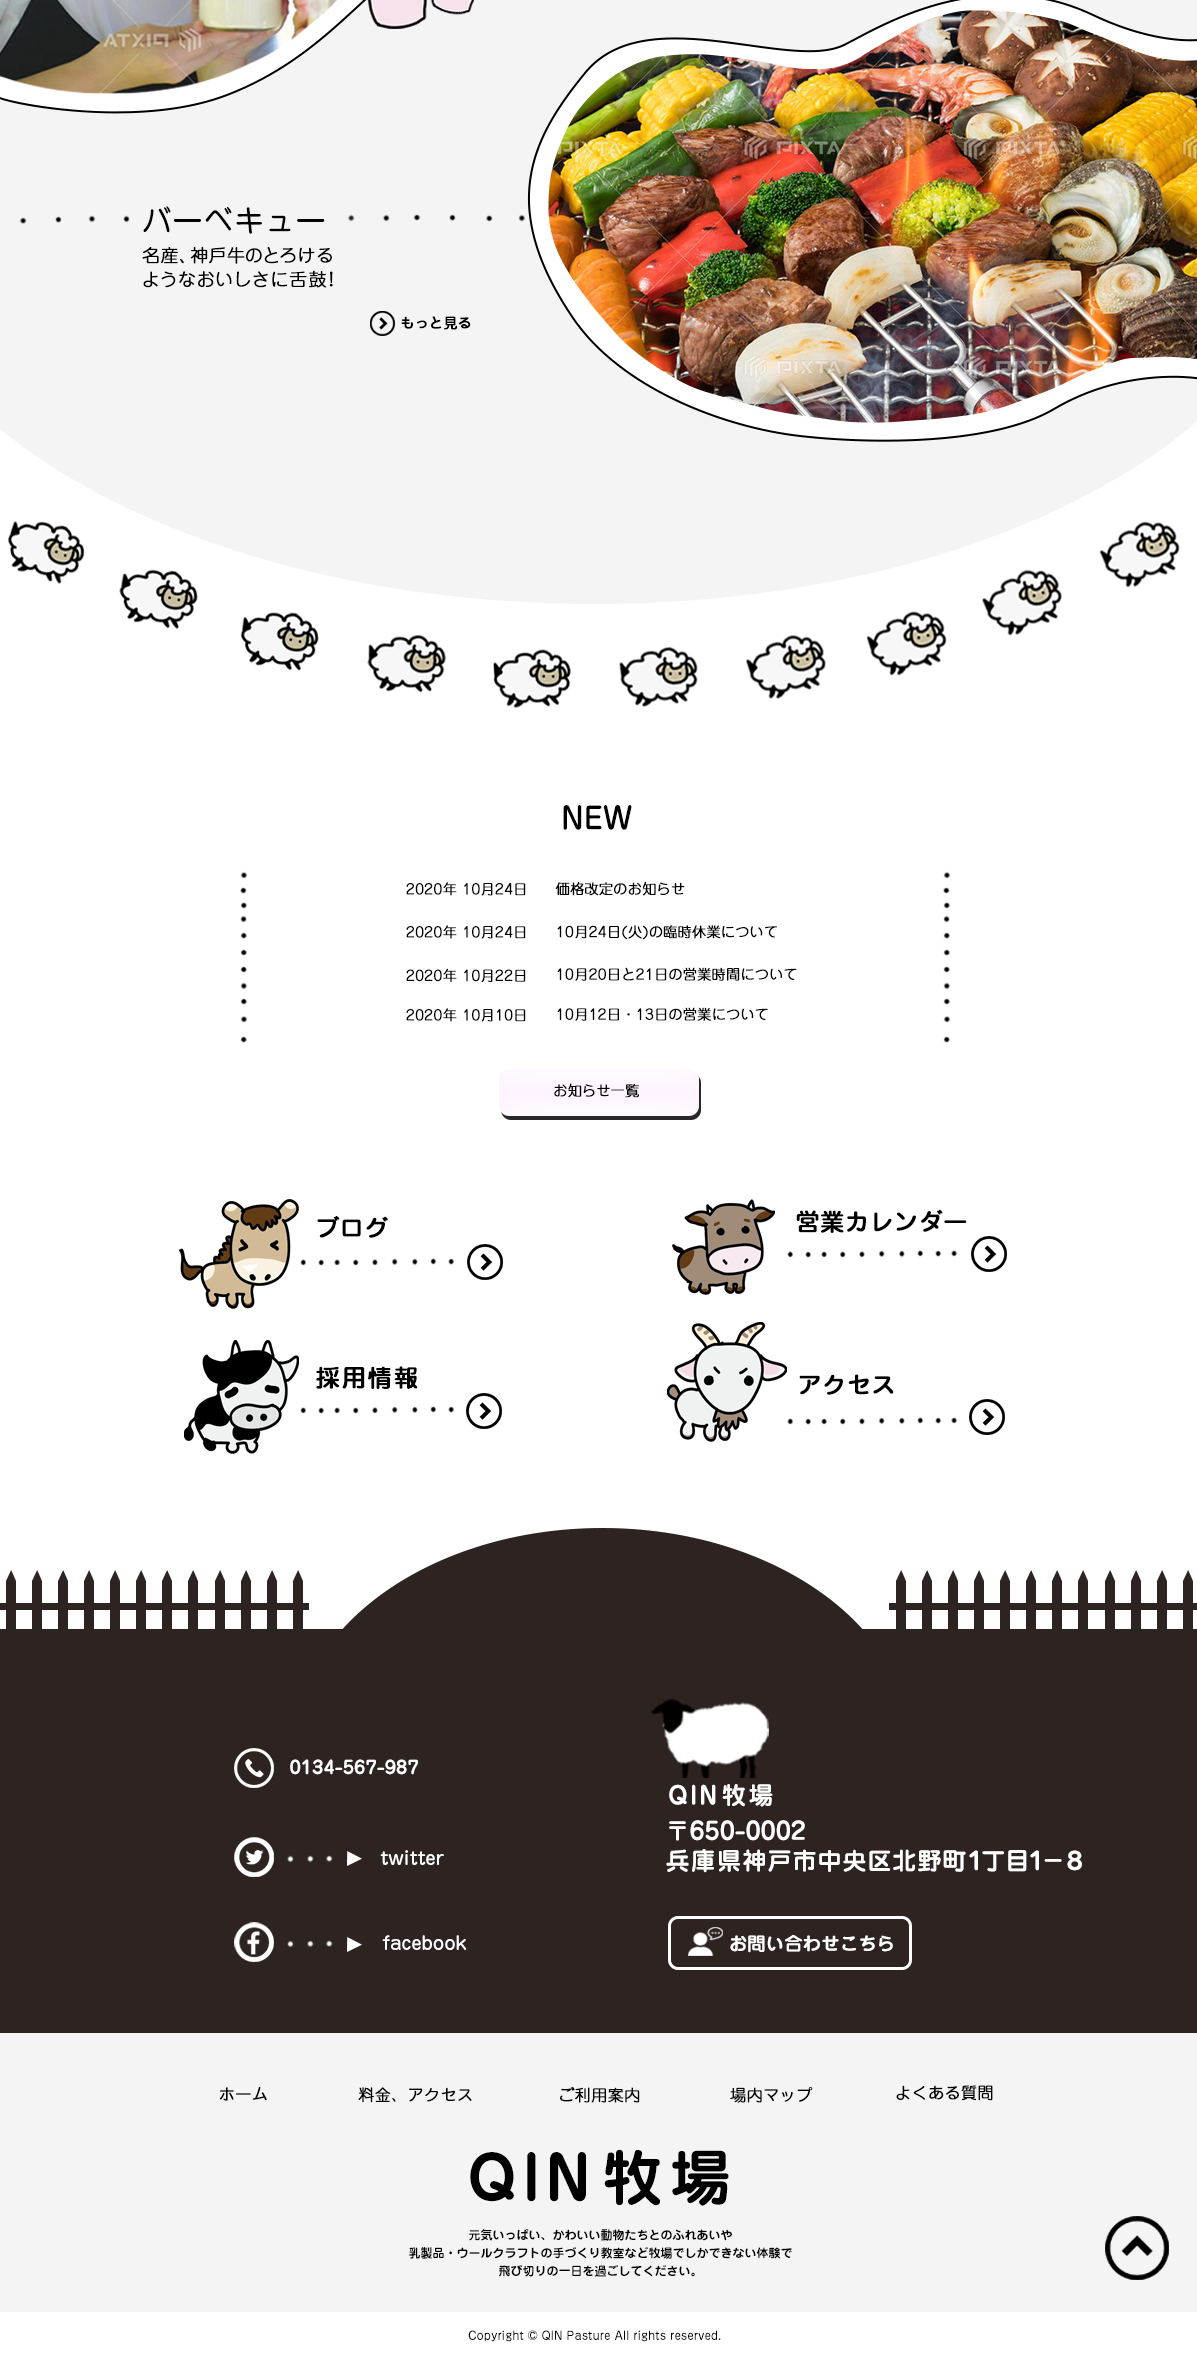 PIXTA
PIXTA
PIXTA
PIXTA
バーベキュー
名産、神戸牛のとろける
ようなおいしさに舌鼓!
もっと見る
PIXTA
PIXTA
NEW
2020年 10月24日 価格改定のお知らせ
2020年 10月24日 10月24日(火)の臨時休業について
2020年 10月22日 10月20日と21日の営業時間について
2020年 10月10日 10月12日・13日の営業について
お知らせ一覧
ブログ
営業カレンダー
採用情報
アクセス
0134-567-987
twitter
facebook
QIN牧場
〒650-0002
兵庫県神戸市中央区北野町1丁目1−8
お問い合わせこちら
ホーム 料金、アクセス ご利用案内 場内マップ よくある質問
QIN牧場
元気いっぱい、かわいい動物たちとのふれあいや
乳製品・ウールクラフトの手づくり教室など牧場でしかできない体験で
飛び切りの一日を過ごしてください。
Copyright © QIN Pasture All rights reserved.